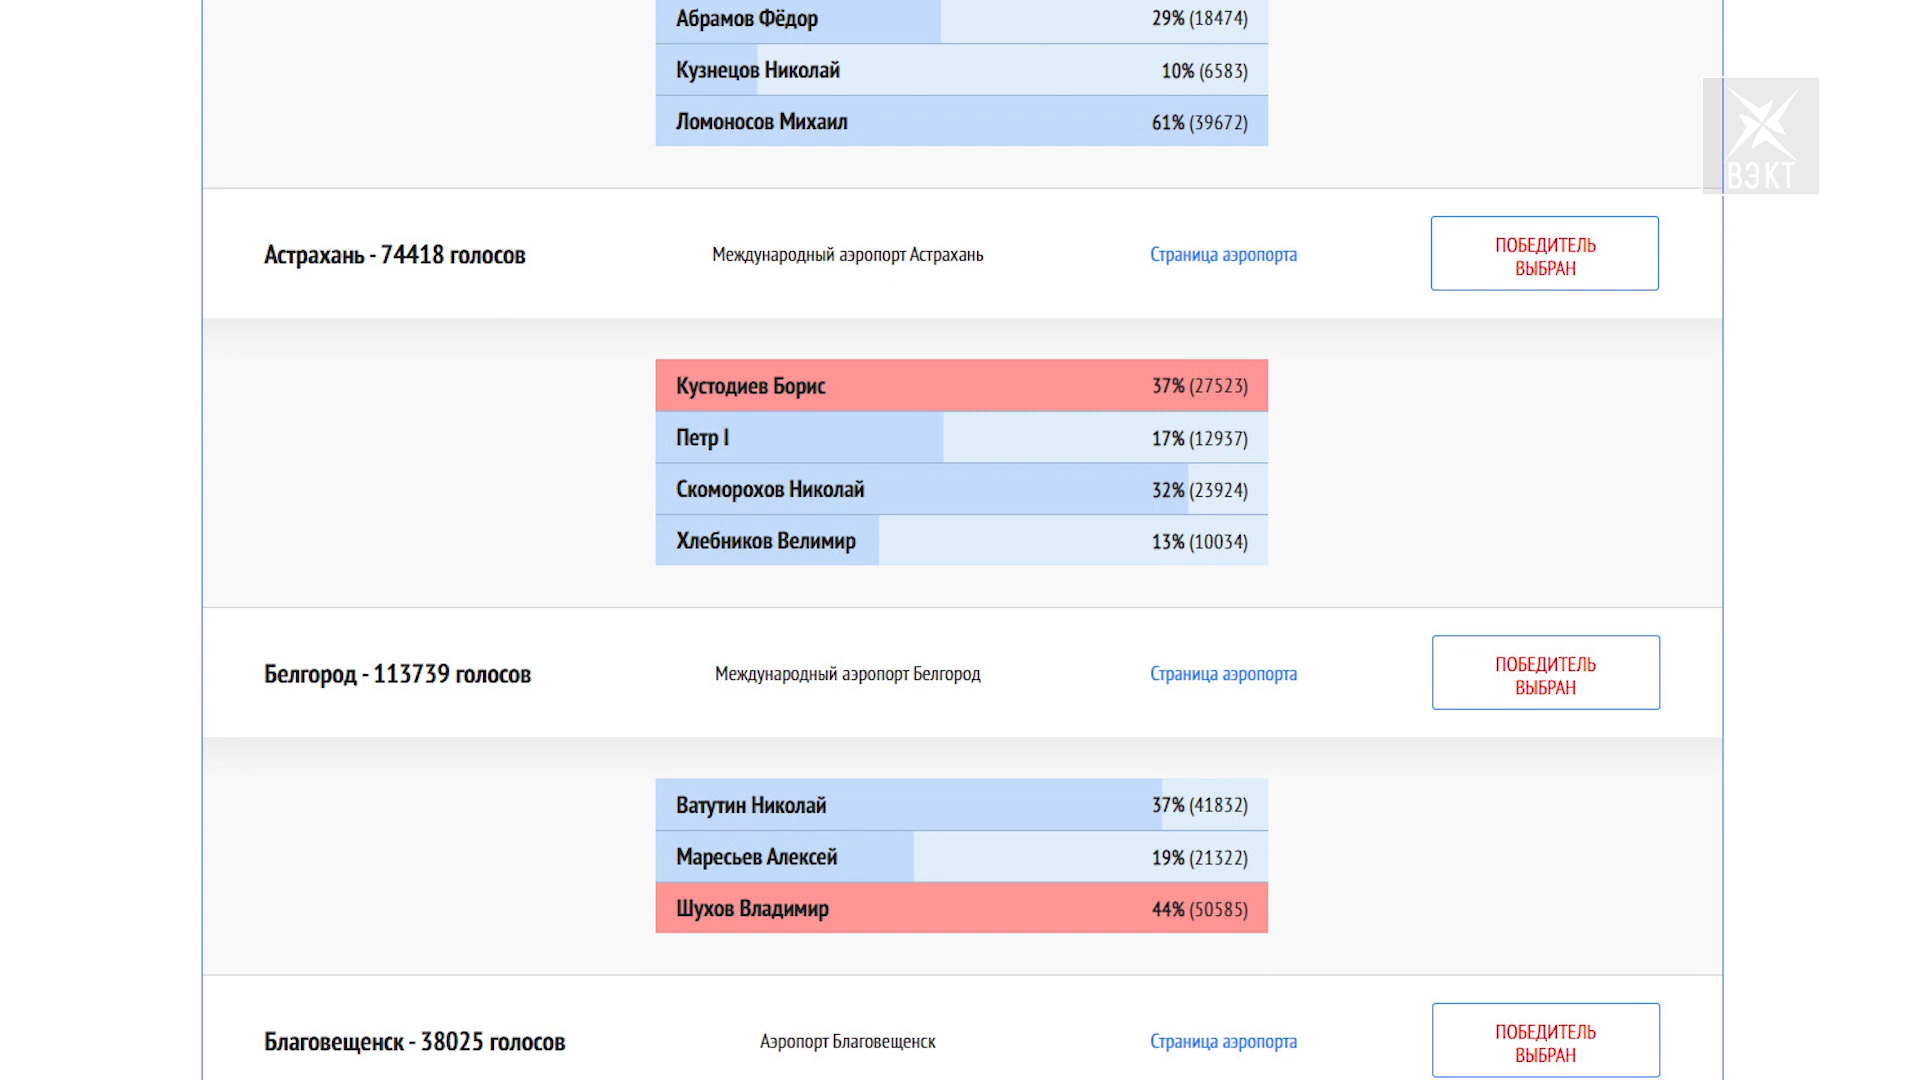 Абрамов Фёдор 29% (18474)
Кузнецов Николай 10% (6583)
Ломоносов Михаил 61% (39672)
ВЭКТ
Астрахань - 74418 голосов Международный аэропорт Астрахань Страница аэропорта ПОБЕДИТЕЛЬ
ВЫБРАН
Кустодиев Борис 37% (27523)
Петр I 17% (12937)
Скоморохов Николай 32% (23924)
Хлебников Велимир 13% (10034)
Белгород - 113739 голосов Международный аэропорт Белгород Страница аэропорта ПОБЕДИТЕЛЬ
ВЫБРАН
Ватутин Николай 37% (41832)
Маресьев Алексей 19% (21322)
Шухов Владимир 44% (50585)
Благовещенск - 38025 голосов Аэропорт Благовещенск Страница аэропорта ПОБЕДИТЕЛЬ
ВЫБРАН